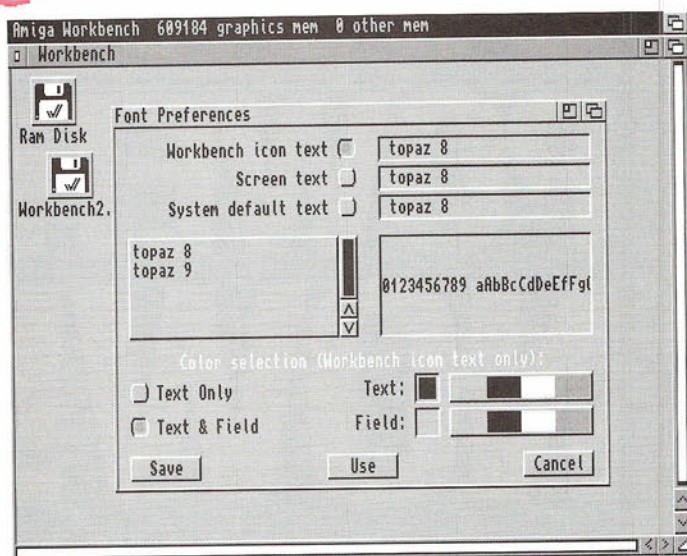 Amiga Workbench 609184 graphics mem 0 other mem
Workbench
Ram Disk
Workbench2.
Font Preferences
Workbench icon text topaz 8
Screen text topaz 8
System default text topaz 8
topaz 8
topaz 9
0123456789 aAbBcCdDeEfFgG
Color selection (Workbench icon text only):
Text Only
Text:
Text & Field
Field:
Save
Use
Cancel